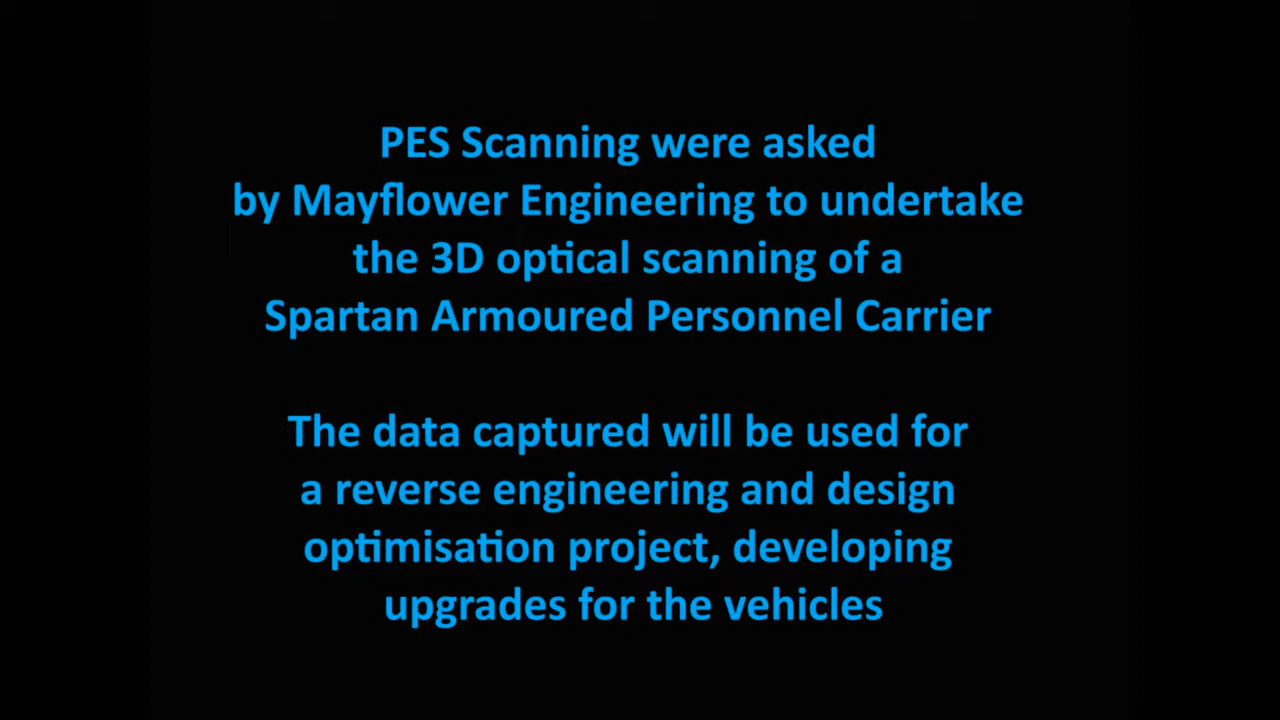 PES Scanning were asked
by Mayflower Engineering to undertake
the 3D optical scanning of a
Spartan Armoured Personnel Carrier
The data captured will be used for
a reverse engineering and design
optimisation project, developing
upgrades for the vehicles